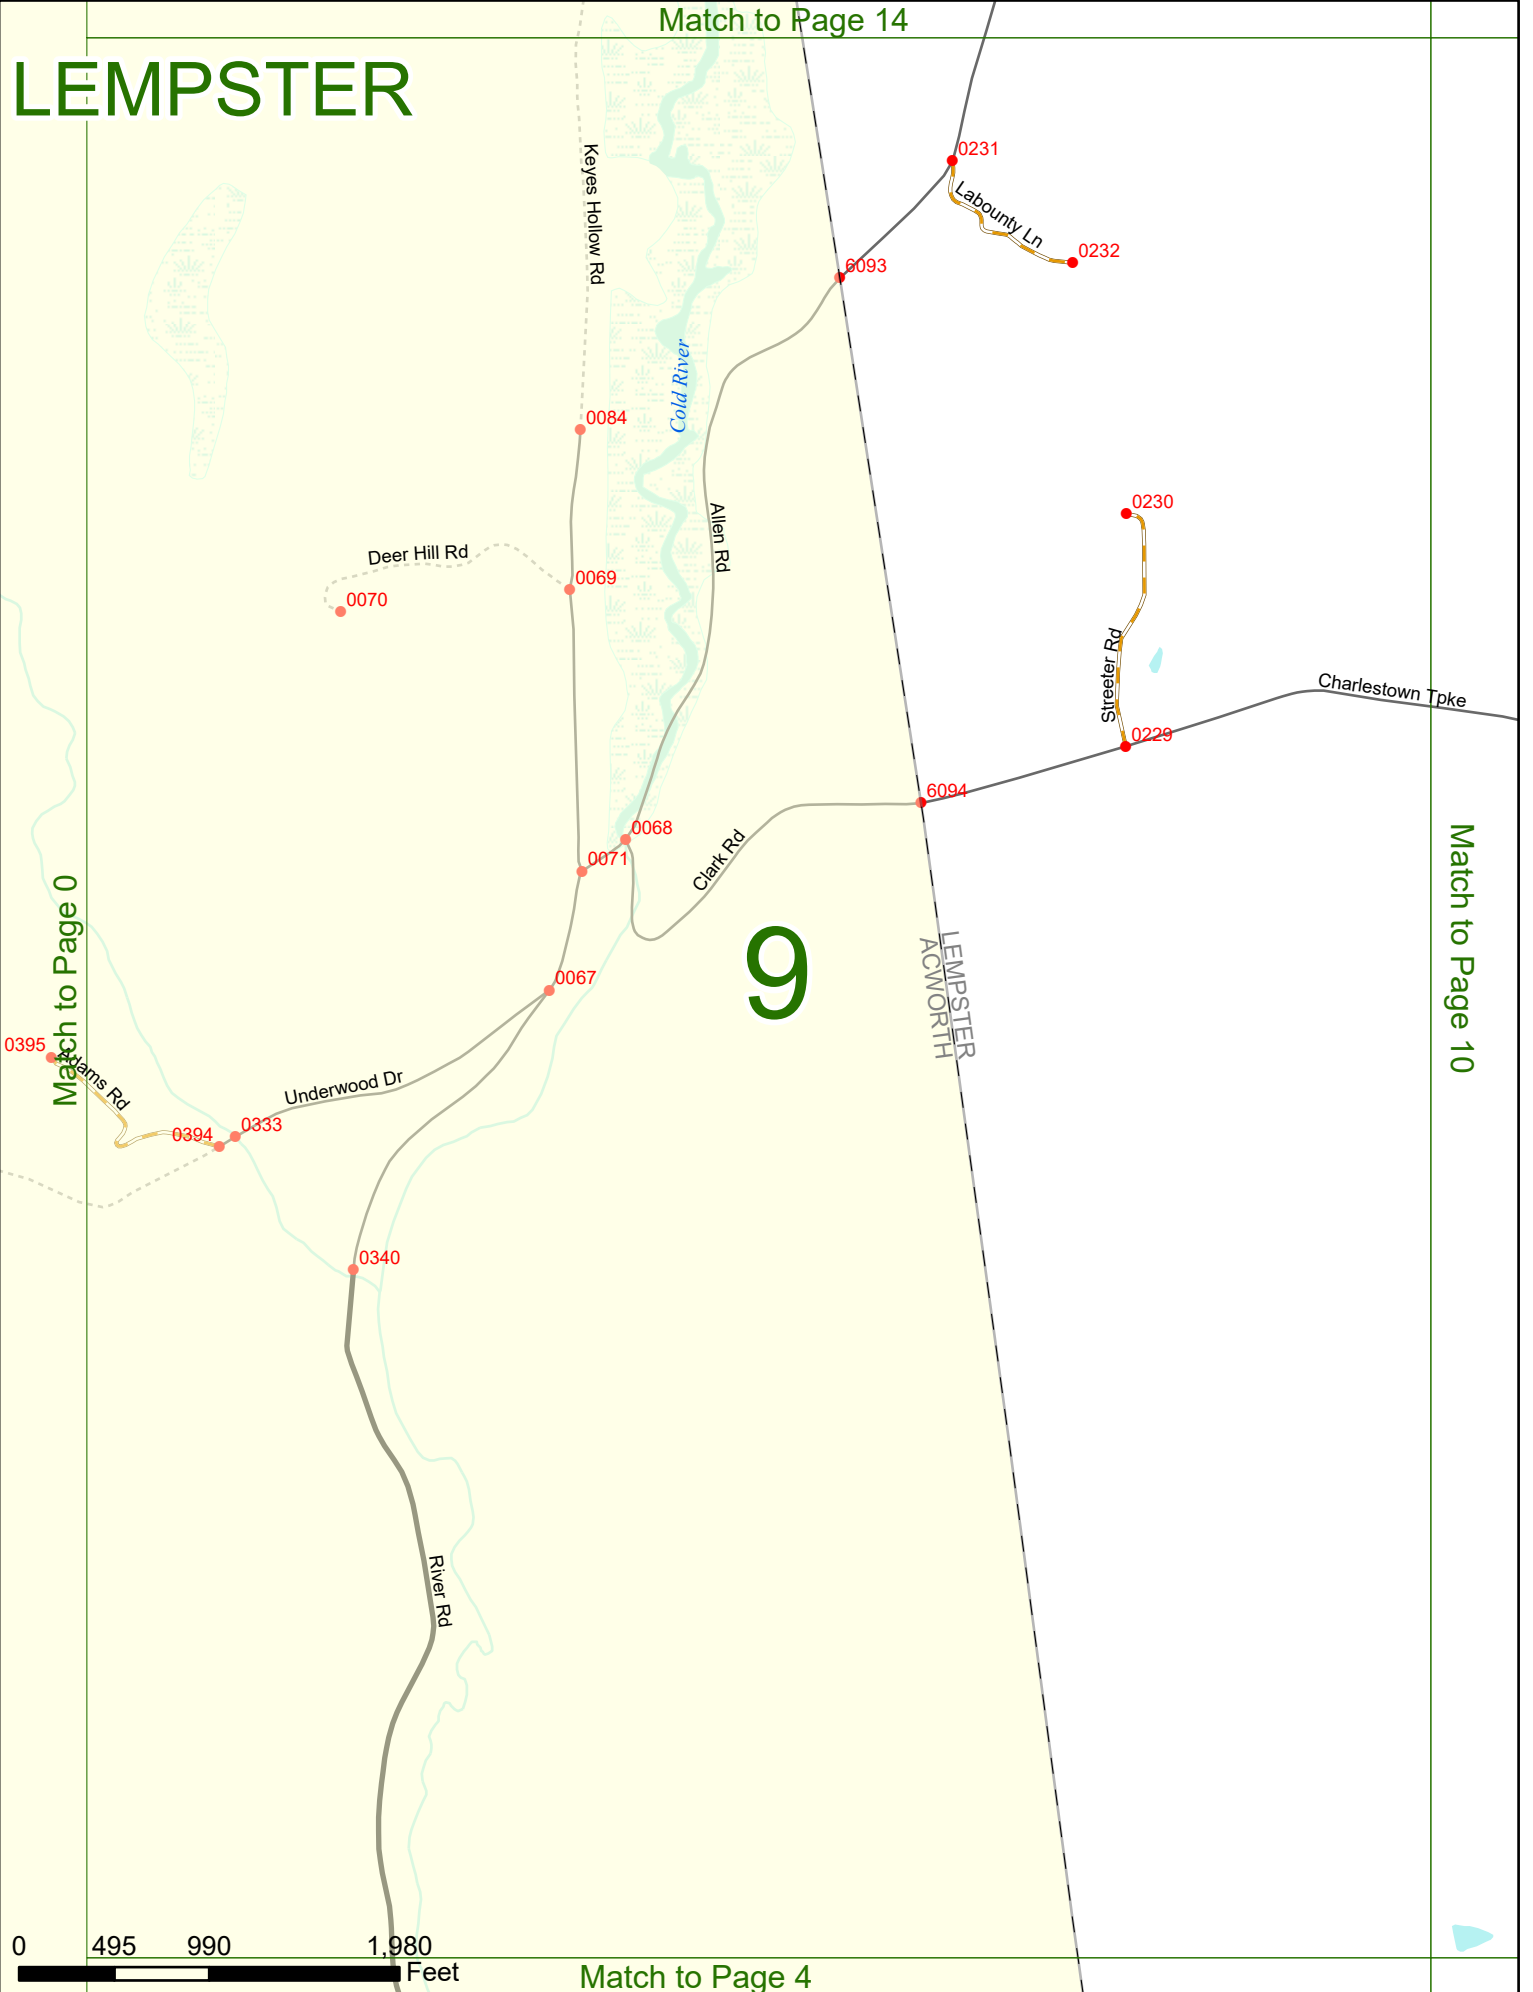 Match to Page 14
LEMPSTER
0231
Keyes Hollow Rd
Labounty Ln
0232
6093
Cold River
0084
0230
Allen Rd
Deer Hill Rd
0069
0070
Streeter Rd
Charlestown Tpke
0229
6094
0068
Clark Rd
0071
Match to Page 0
Match to Page 10
9
LEMPSTER
ACWORTH
0067
0395
Adams Rd
Underwood Dr
0333
0394
0340
River Rd
0 495 990 1,980
Feet
Match to Page 4